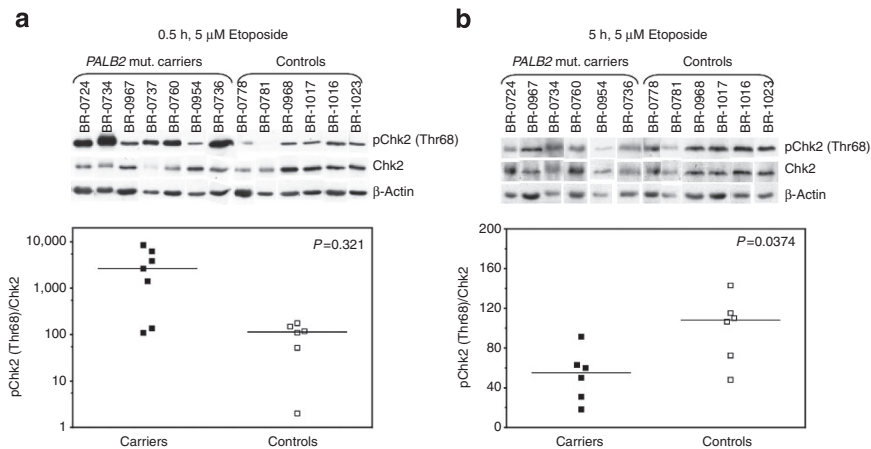 a
0.5 h, 5 μM Etoposide
PALB2 mut. carriers
Controls
BR-0724
BR-0734
BR-0967
BR-0737
BR-0760
BR-0954
BR-0736
BR-0778
BR-0781
BR-0968
BR-1017
BR-1016
BR-1023
pChk2 (Thr68)
Chk2
β-Actin
pChk2 (Thr68)/Chk2
10,000
1,000
100
10
1
P=0.321
Carriers
Controls
b
5 h, 5 μM Etoposide
PALB2 mut. carriers
Controls
BR-0724
BR-0967
BR-0734
BR-0760
BR-0954
BR-0736
BR-0778
BR-0781
BR-0968
BR-1017
BR-1016
BR-1023
pChk2 (Thr68)
Chk2
β-Actin
pChk2 (Thr68)/Chk2
200
160
120
80
40
0
P=0.0374
Carriers
Controls